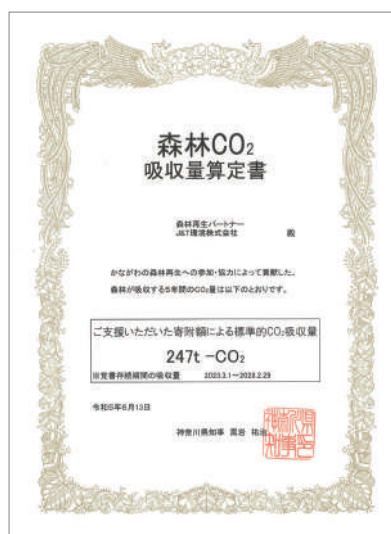 森林CO₂
吸収量算定書
森林再生パートナー
J&T環境株式会社 殿
かながわの森林再生への参加・協力によって貢献した、
森林が吸収する5年間のCO₂量は以下のとおりです。
ご支援いただいた寄附額による標準的CO₂吸収量
247t -CO₂
※覚書存続期間の吸収量 2023.3.1~2028.2.29
令和5年6月13日
神奈川県知事 黒岩 祐治